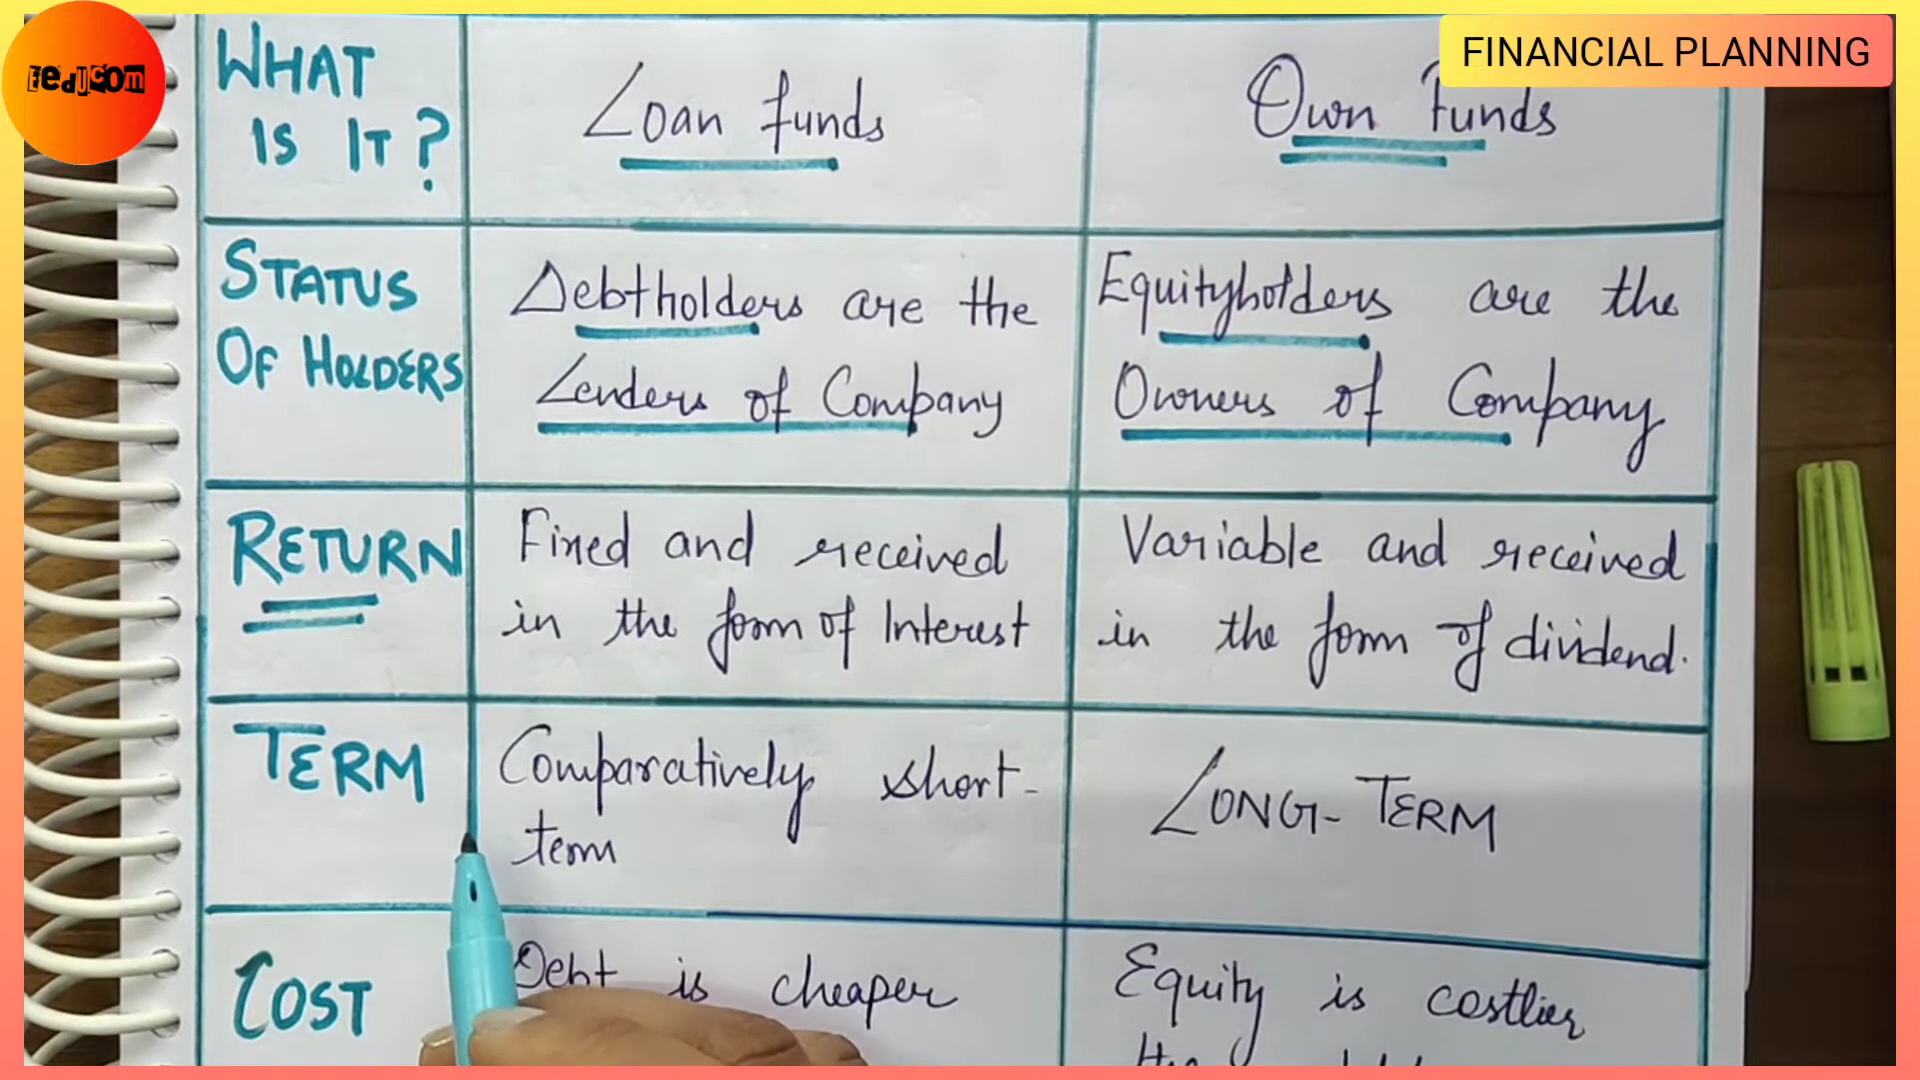 EeduCom
FINANCIAL PLANNING
WHAT
IS IT?
Loan funds
Own Funds
STATUS
OF HOLDERS
Debtholders are the
Lenders of Company
Equityholders are the
Owners of Company
RETURN
Fixed and received
in the form of Interest
Variable and received
in the form of dividend.
TERM
Comparatively short-
term
LONG-TERM
COST
Debt is cheaper
Equity is costlier